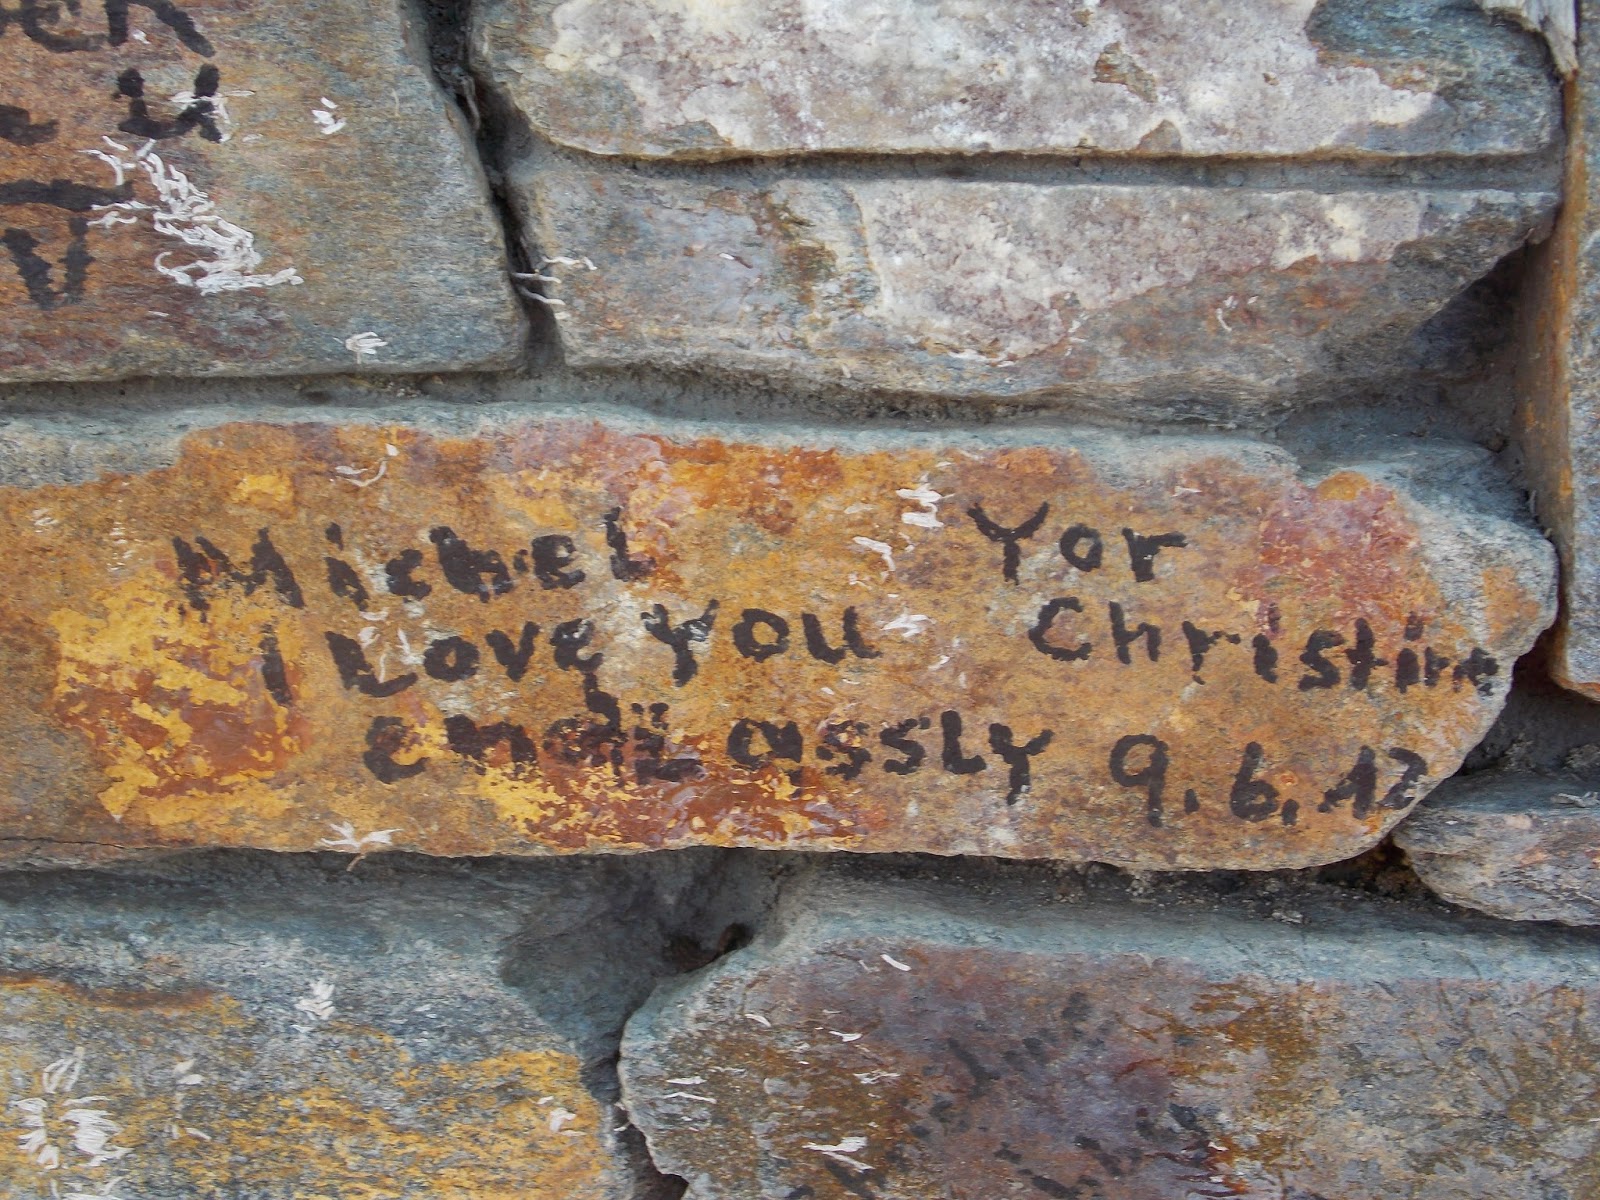 Michel
I Love you
endLassly
Yor
Christine
9.6.12